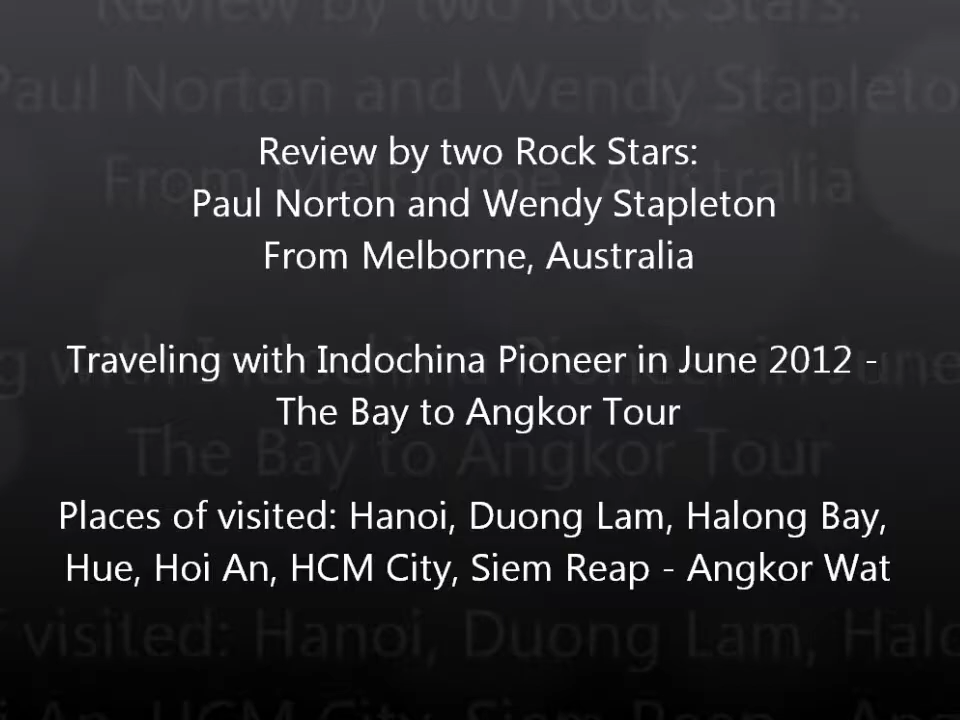 Review by two Rock Stars:
Paul Norton and Wendy Stapleton
From Melborne, Australia
Traveling with Indochina Pioneer in June 2012 -
The Bay to Angkor Tour
Places of visited: Hanoi, Duong Lam, Halong Bay,
Hue, Hoi An, HCM City, Siem Reap - Angkor Wat